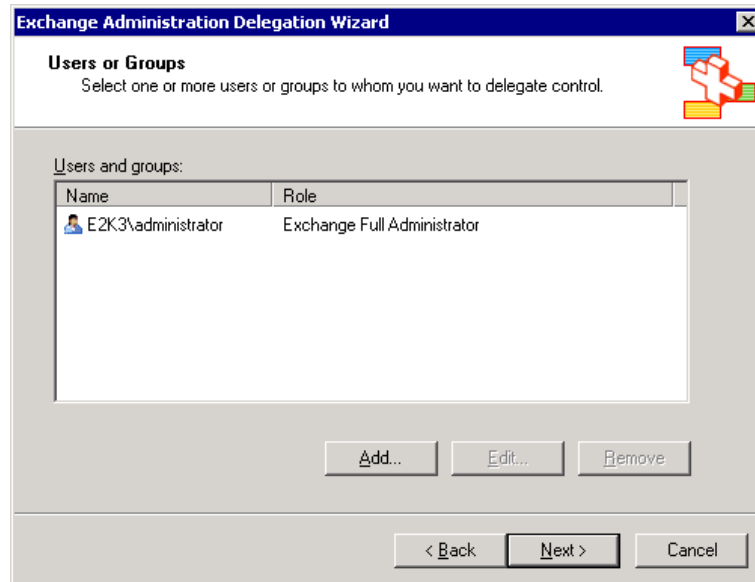 Exchange Administration Delegation Wizard
Users or Groups
Select one or more users or groups to whom you want to delegate control.
Users and groups:
Name Role
E2K3\administrator Exchange Full Administrator
Add... Edit... Remove
< Back Next > Cancel